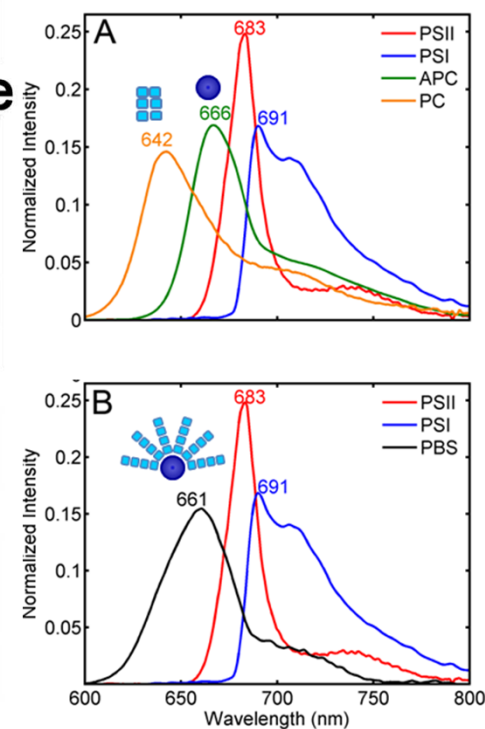 e
A
683
PSII
PSI
APC
PC
666
691
642
Normalized Intensity
0.25
0.2
0.15
0.1
0.05
0
B
683
PSII
PSI
PBS
691
661
Normalized Intensity
0.25
0.2
0.15
0.1
0.05
600 650 700 750 800
Wavelength (nm)